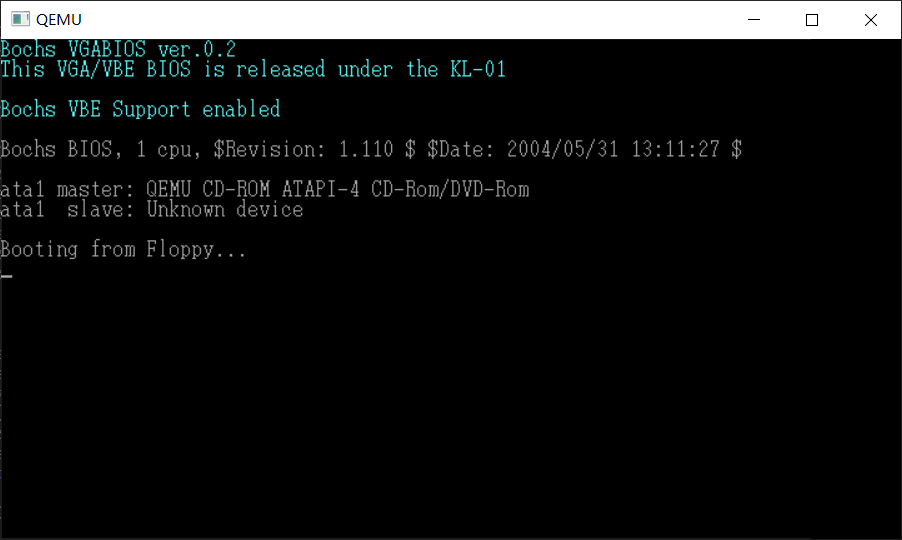 QEMU
Bochs VGABIOS ver.0.2
This VGA/VBE BIOS is released under the KL-01
Bochs VBE Support enabled
Bochs BIOS, 1 cpu, $Revision: 1.110 $ $Date: 2004/05/31 13:11:27 $
ata1 master: QEMU CD-ROM ATAPI-4 CD-Rom/DVD-Rom
ata1  slave: Unknown device
Booting from Floppy...
_